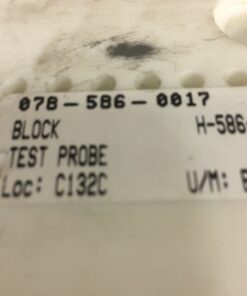 078-586-0017
BLOCK H-586
TEST PROBE
Loc: C132C U/M: E